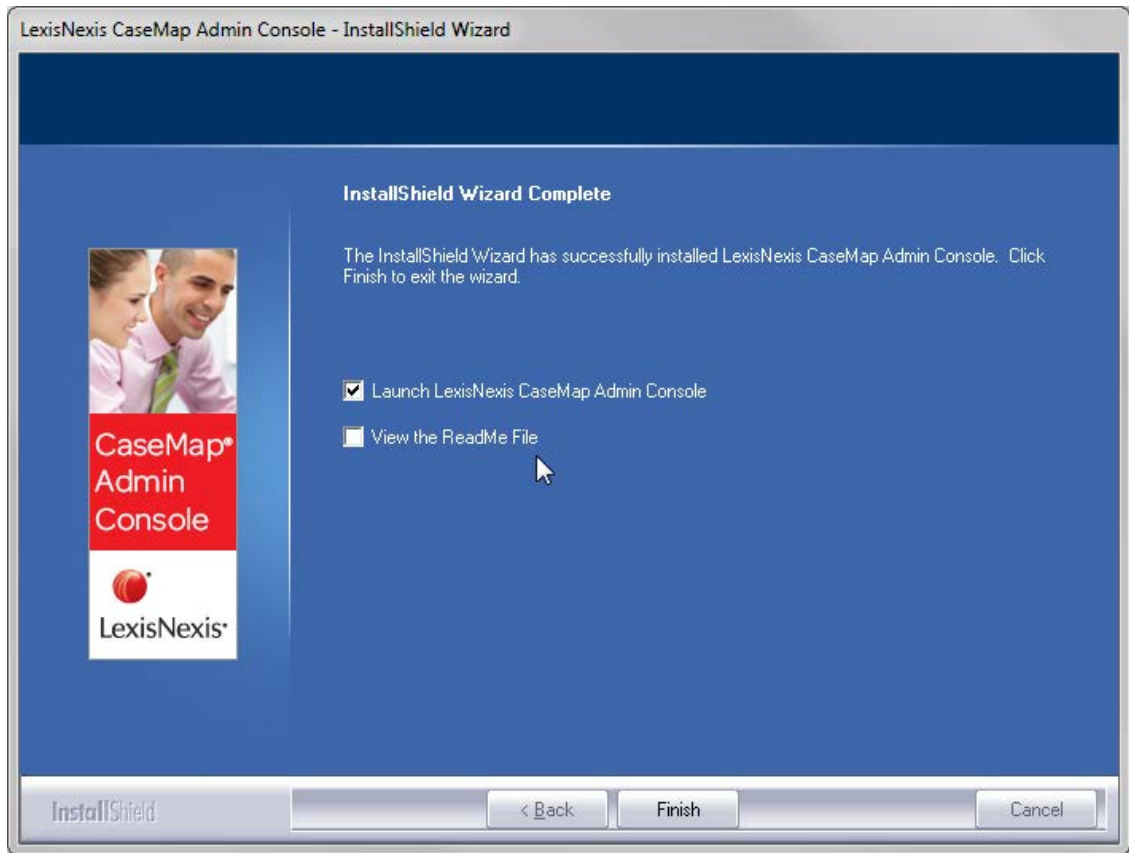 LexisNexis CaseMap Admin Console - InstallShield Wizard
InstallShield Wizard Complete
The InstallShield Wizard has successfully installed LexisNexis CaseMap Admin Console.  Click
Finish to exit the wizard.
Launch LexisNexis CaseMap Admin Console
View the ReadMe File
CaseMap®
Admin
Console
LexisNexis®
InstallShield
< Back
Finish
Cancel